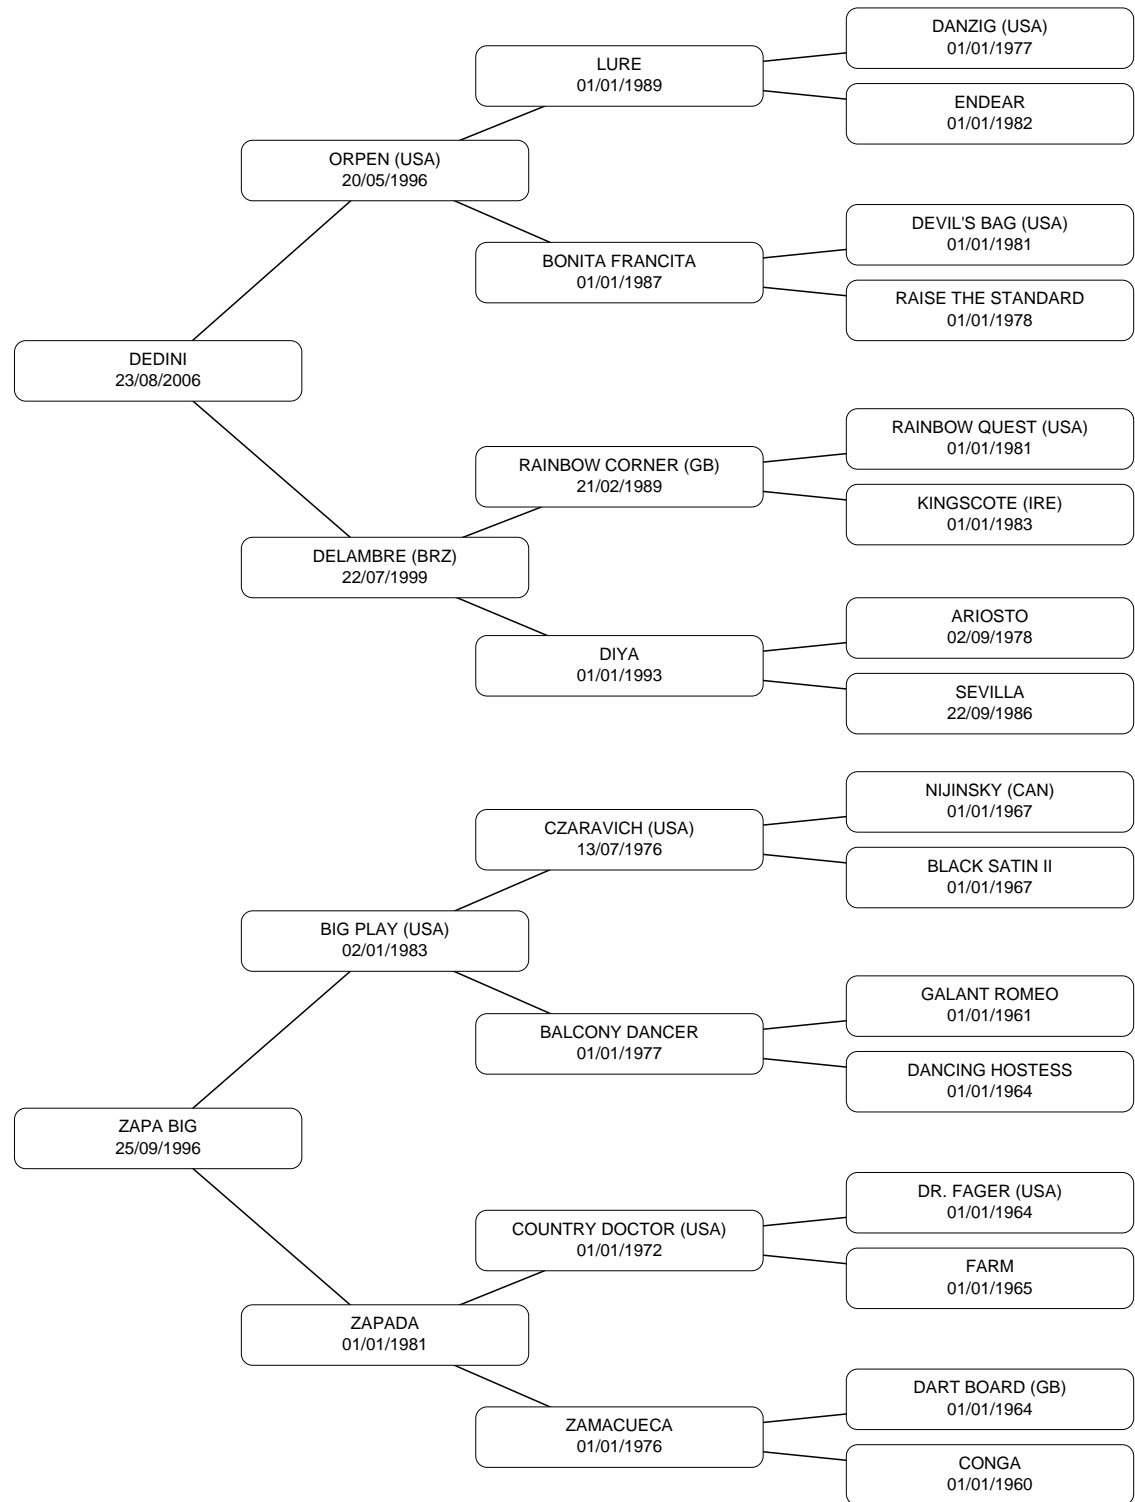 DANZIG (USA)
01/01/1977
LURE
01/01/1989
ENDEAR
01/01/1982
ORPEN (USA)
20/05/1996
DEVIL'S BAG (USA)
01/01/1981
BONITA FRANCITA
01/01/1987
RAISE THE STANDARD
01/01/1978
DEDINI
23/08/2006
RAINBOW QUEST (USA)
01/01/1981
RAINBOW CORNER (GB)
21/02/1989
KINGSCOTE (IRE)
01/01/1983
DELAMBRE (BRZ)
22/07/1999
ARIOSTO
02/09/1978
DIYA
01/01/1993
SEVILLA
22/09/1986
NIJINSKY (CAN)
01/01/1967
CZARAVICH (USA)
13/07/1976
BLACK SATIN II
01/01/1967
BIG PLAY (USA)
02/01/1983
GALANT ROMEO
01/01/1961
BALCONY DANCER
01/01/1977
DANCING HOSTESS
01/01/1964
ZAPA BIG
25/09/1996
DR. FAGER (USA)
01/01/1964
COUNTRY DOCTOR (USA)
01/01/1972
FARM
01/01/1965
ZAPADA
01/01/1981
DART BOARD (GB)
01/01/1964
ZAMACUECA
01/01/1976
CONGA
01/01/1960